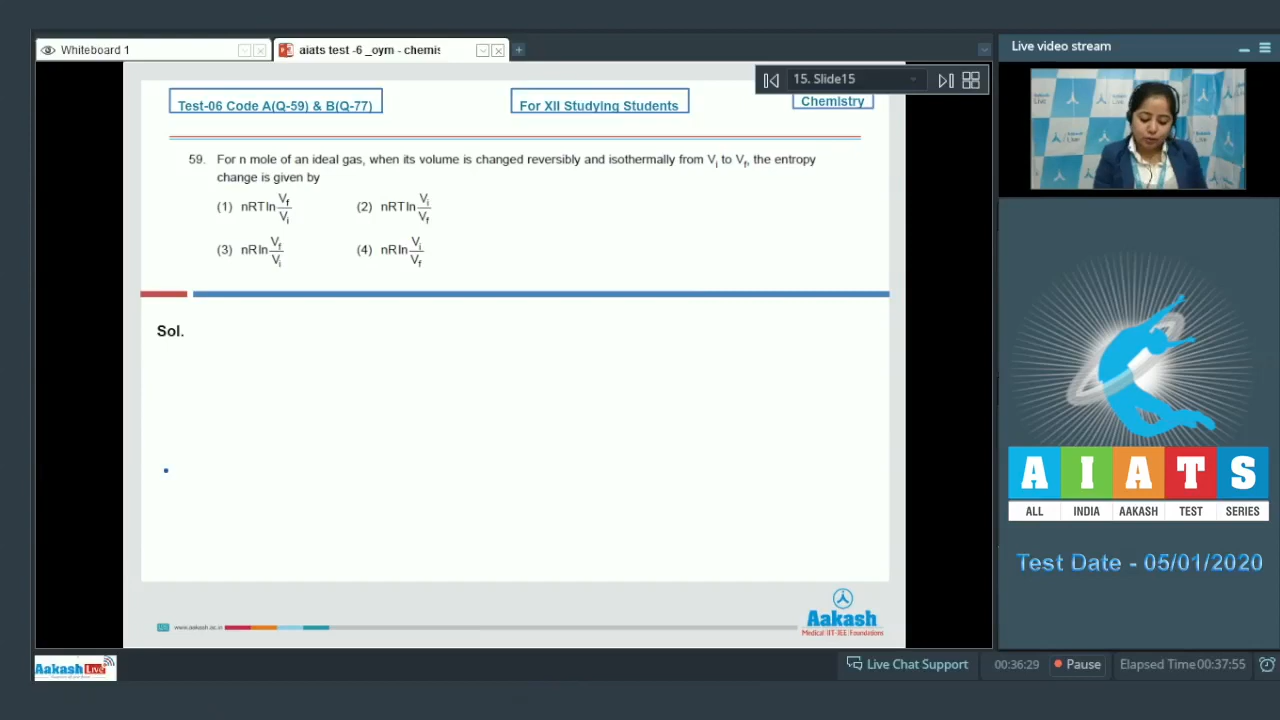 Whiteboard 1
aiats test -6 _oym - chemis
Live video stream
15. Slide15
Test-06 Code A(Q-59) & B(Q-77)
For XII Studying Students
Chemistry
59. For n mole of an ideal gas, when its volume is changed reversibly and isothermally from Vi to Vf, the entropy
change is given by
(1) nRTln Vf/Vi (2) nRTln Vi/Vf
(3) nRln Vf/Vi (4) nRln Vi/Vf
Sol.
www.aakash.ac.in
Aakash
Medical | IIT-JEE | Foundations
A I A T S
ALL INDIA AAKASH TEST SERIES
Test Date - 05/01/2020
Aakash Live
Live Chat Support
00:36:29
Pause
Elapsed Time 00:37:55